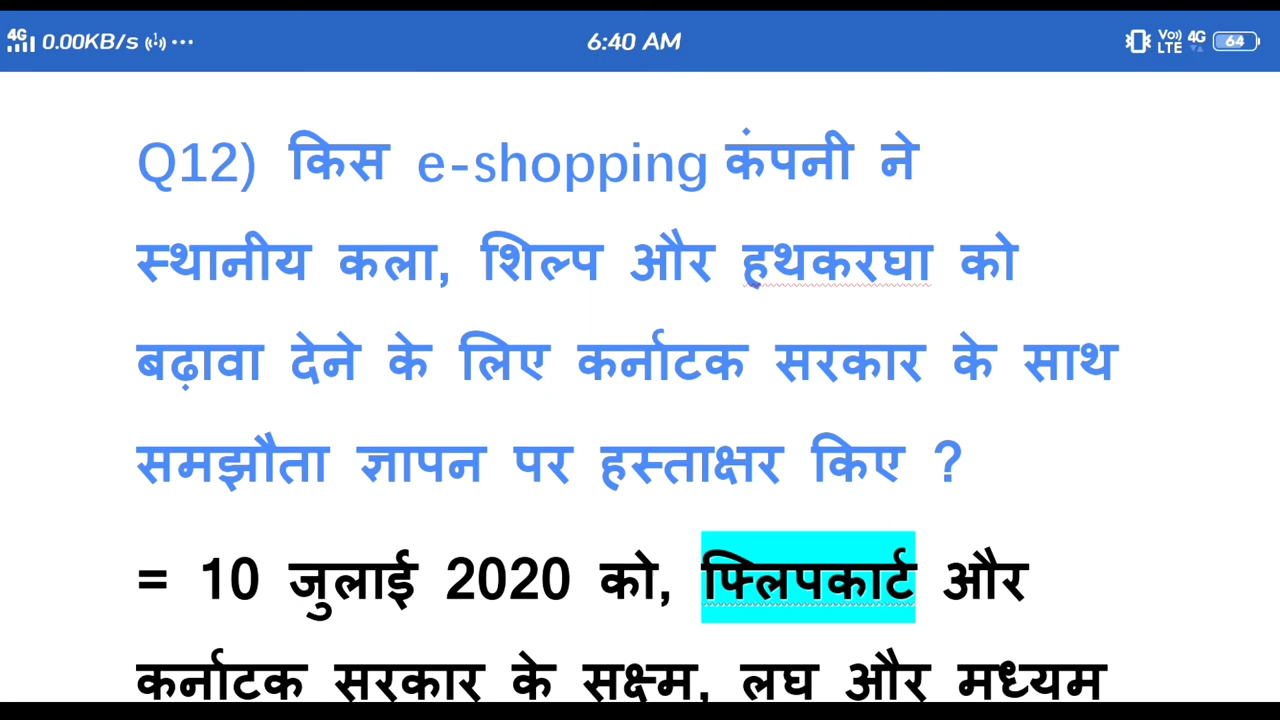 4G 0.00KB/s 6:40 AM Vo)) LTE 4G 64
Q12) किस e-shopping कंपनी ने
स्थानीय कला, शिल्प और हथकरघा को
बढ़ावा देने के लिए कर्नाटक सरकार के साथ
समझौता ज्ञापन पर हस्ताक्षर किए ?
= 10 जुलाई 2020 को, फ्लिपकार्ट और
कर्नाटक सरकार के सक्ष्म, लघ और मध्यम